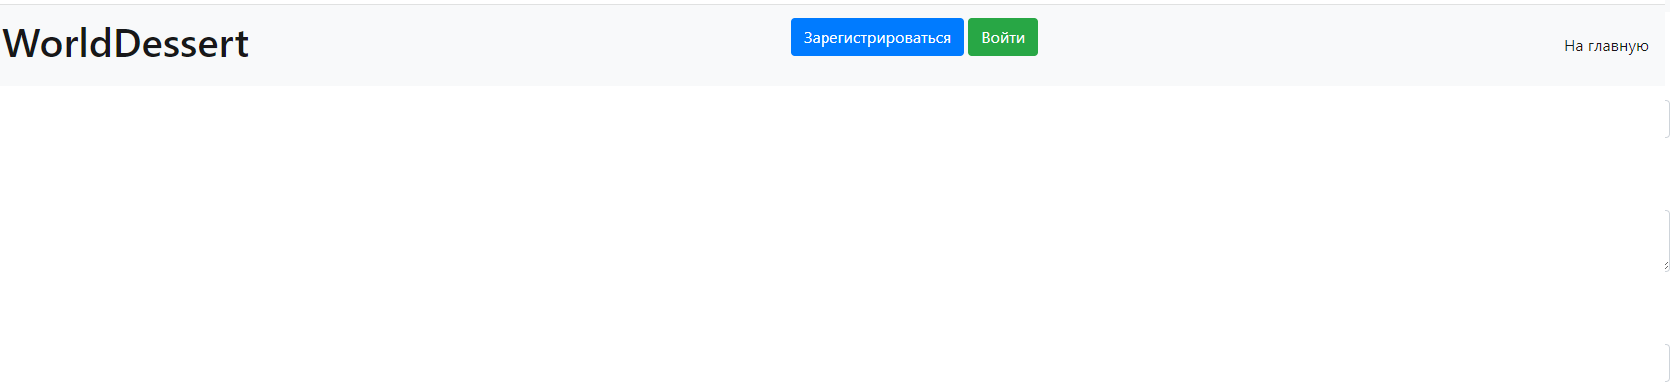 WorldDessert
Зарегистрироваться Войти
На главную